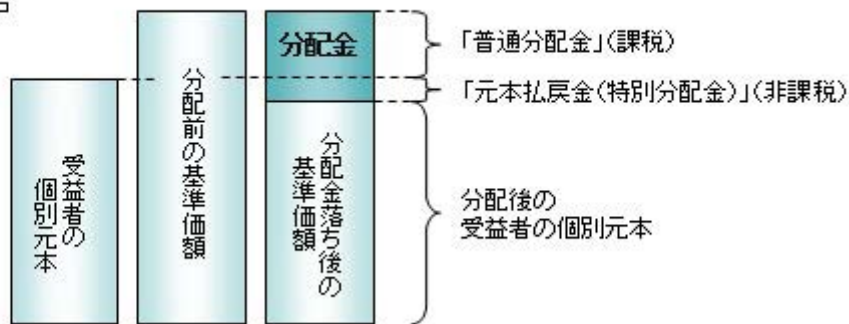 分配金
「普通分配金」(課税)
「元本払戻金(特別分配金)」(非課税)
受益者の
個別元本
分配前の基準価額
分配金落ち後の
基準価額
分配後の
受益者の個別元本